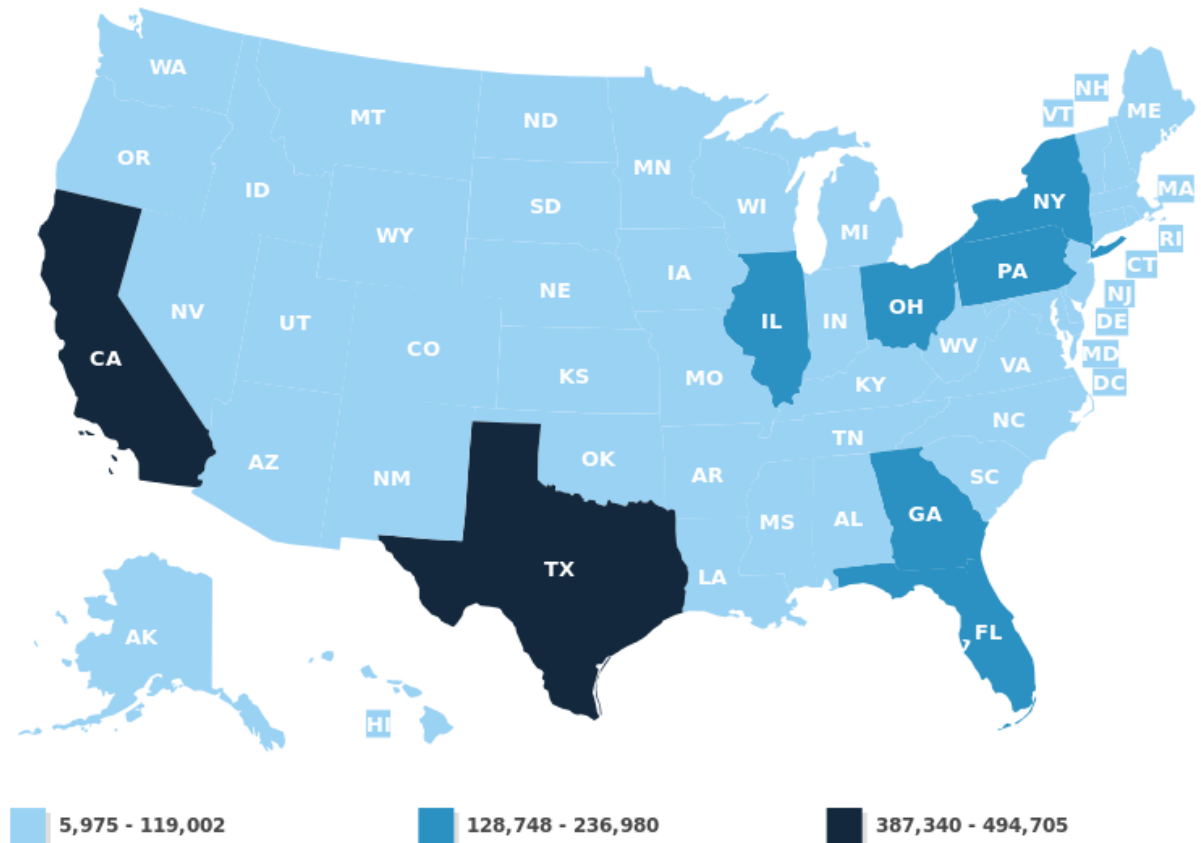 WA
NH
ME
VT
MT
ND
OR
MN
ID
SD
MA
NY
WI
MI
WY
RI
CT
PA
IA
NE
NJ
NV
OH
UT
IL
IN
DE
WV
CO
MD
CA
VA
KS
MO
KY
DC
NC
TN
AZ
OK
NM
AR
SC
GA
MS
AL
TX
LA
AK
FL
HI
5,975 - 119,002
128,748 - 236,980
387,340 - 494,705